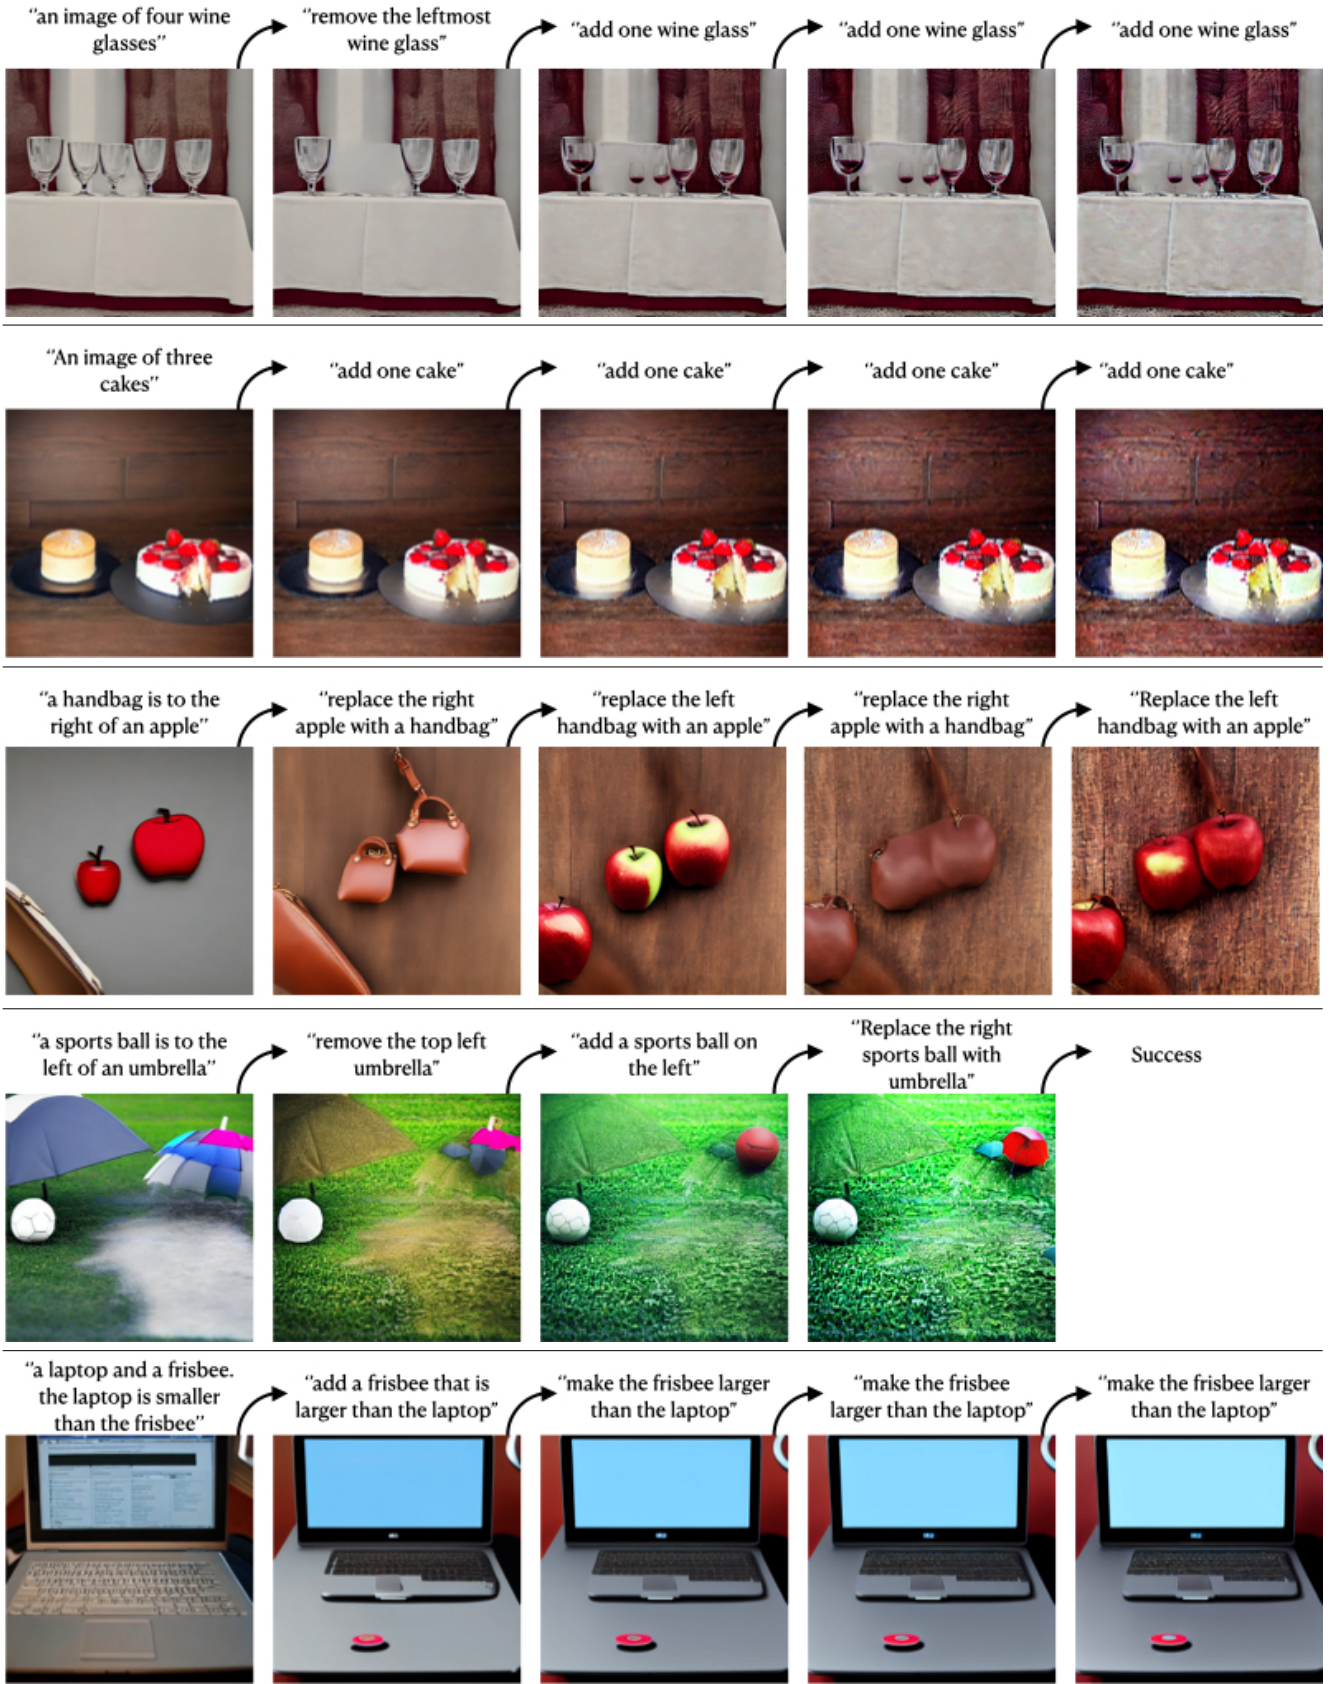 “an image of four wine
glasses”
“remove the leftmost
wine glass”
“add one wine glass”
“add one wine glass”
“add one wine glass”
“An image of three
cakes”
“add one cake”
“add one cake”
“add one cake”
“add one cake”
“a handbag is to the
right of an apple”
“replace the right
apple with a handbag”
“replace the left
handbag with an apple”
“replace the right
apple with a handbag”
“Replace the left
handbag with an apple”
“a sports ball is to the
left of an umbrella”
“remove the top left
umbrella”
“add a sports ball on
the left”
“Replace the right
sports ball with
umbrella”
Success
“a laptop and a frisbee.
the laptop is smaller
than the frisbee”
“add a frisbee that is
larger than the laptop”
“make the frisbee larger
than the laptop”
“make the frisbee
larger than the laptop”
“make the frisbee larger
than the laptop”